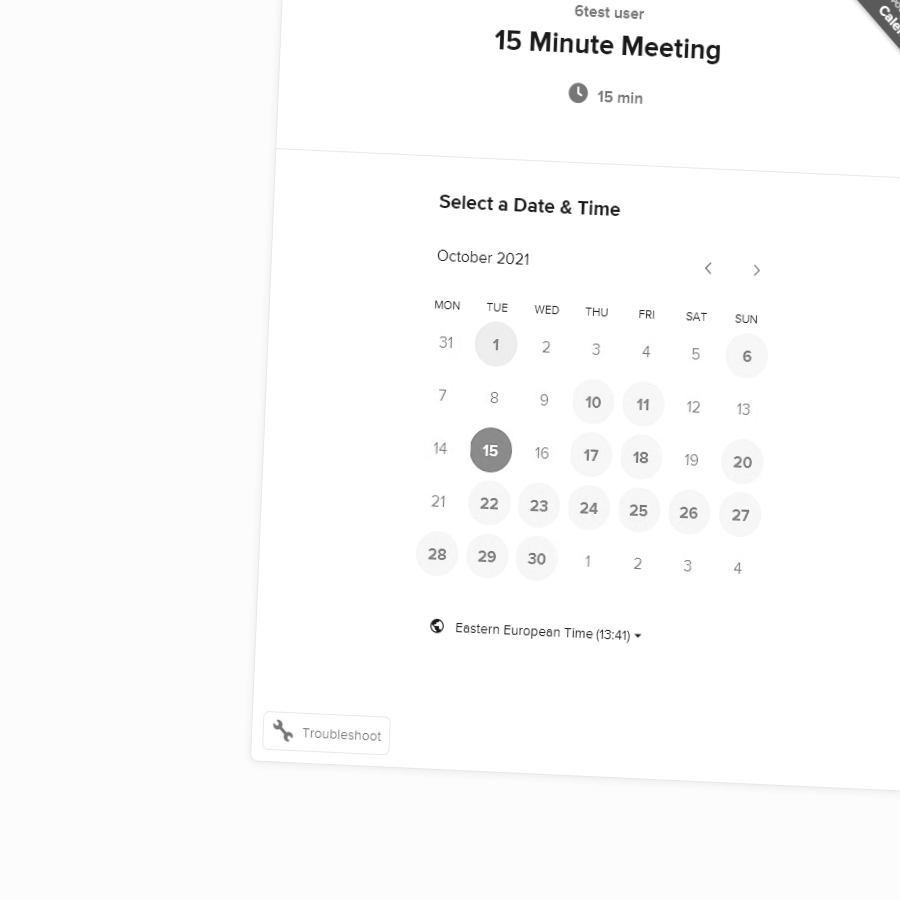 6test user
15 Minute Meeting
15 min
Select a Date & Time
October 2021
MON TUE WED THU FRI SAT SUN
31 1 2 3 4 5 6
7 8 9 10 11 12 13
14 15 16 17 18 19 20
21 22 23 24 25 26 27
28 29 30 1 2 3 4
Eastern European Time (13:41)
Troubleshoot